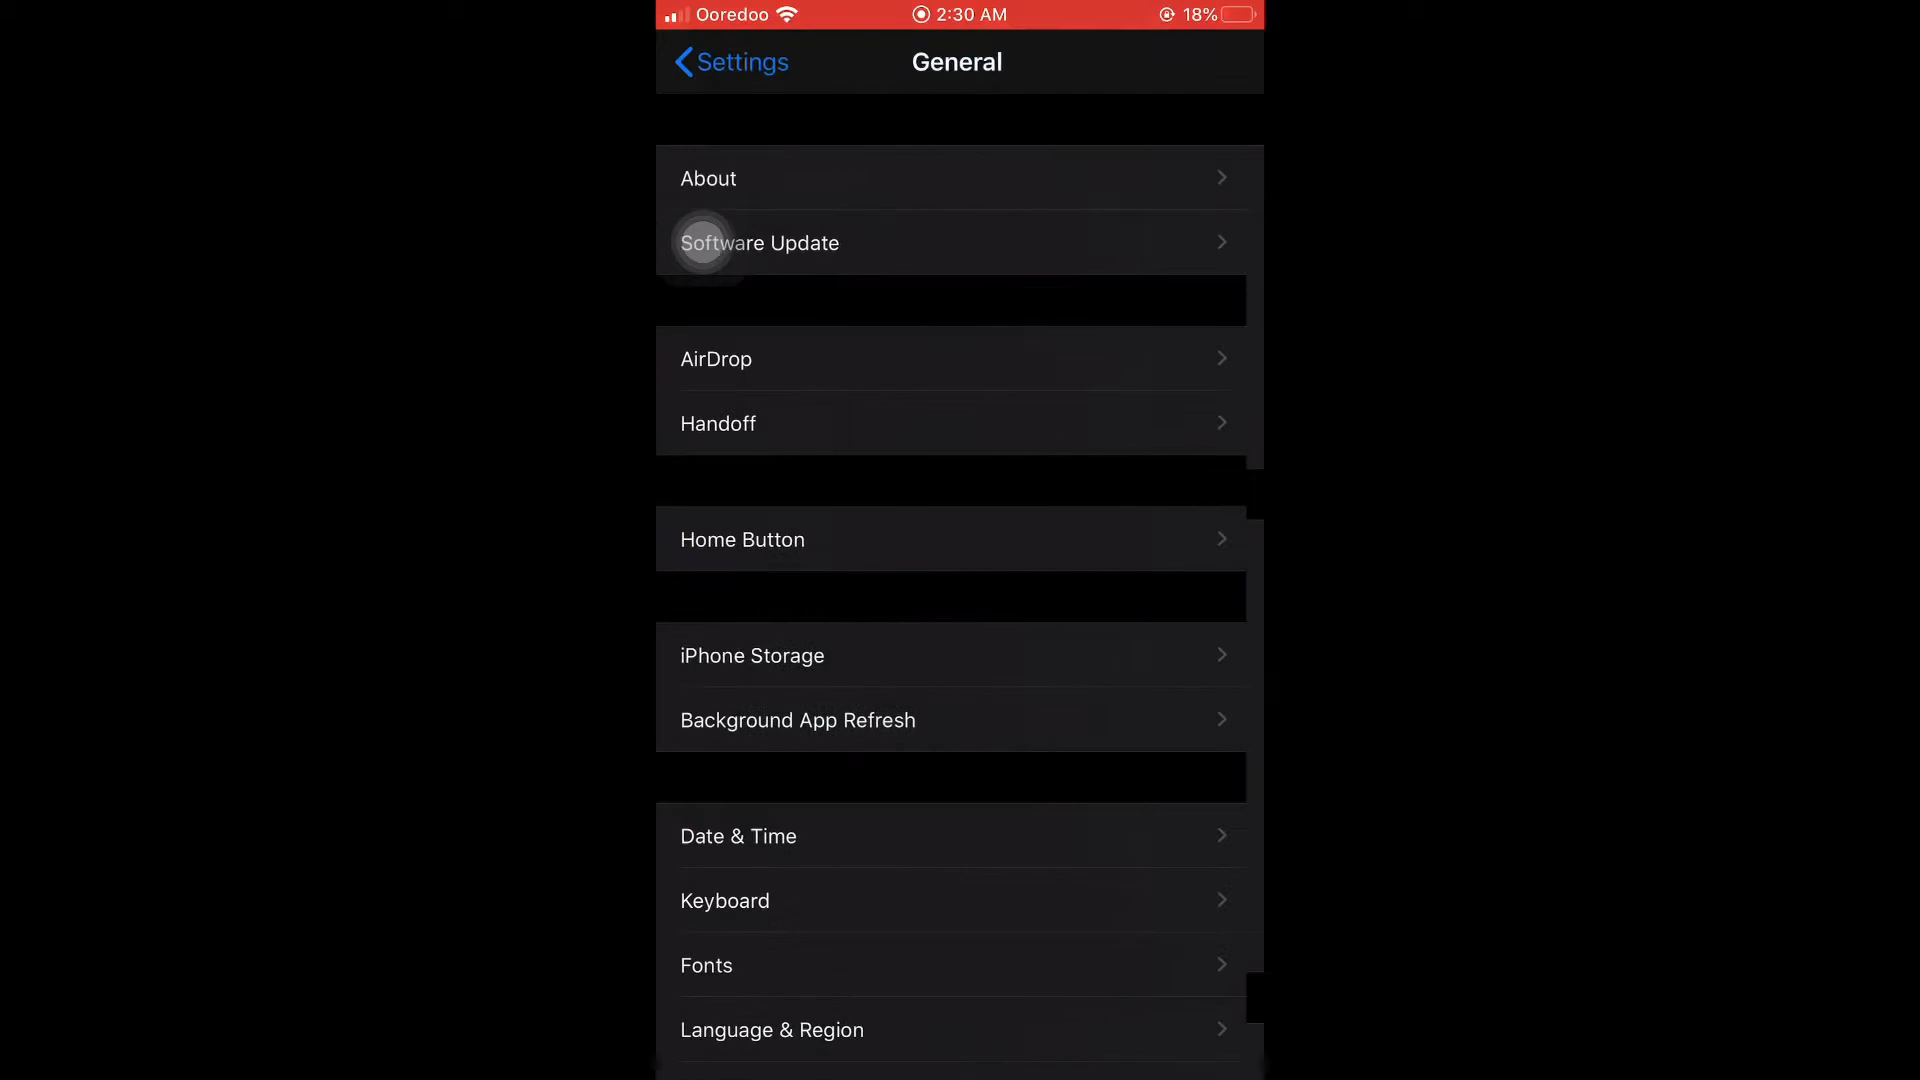 Ooredoo 2:30 AM 18%
Settings General
About
Software Update
AirDrop
Handoff
Home Button
iPhone Storage
Background App Refresh
Date & Time
Keyboard
Fonts
Language & Region